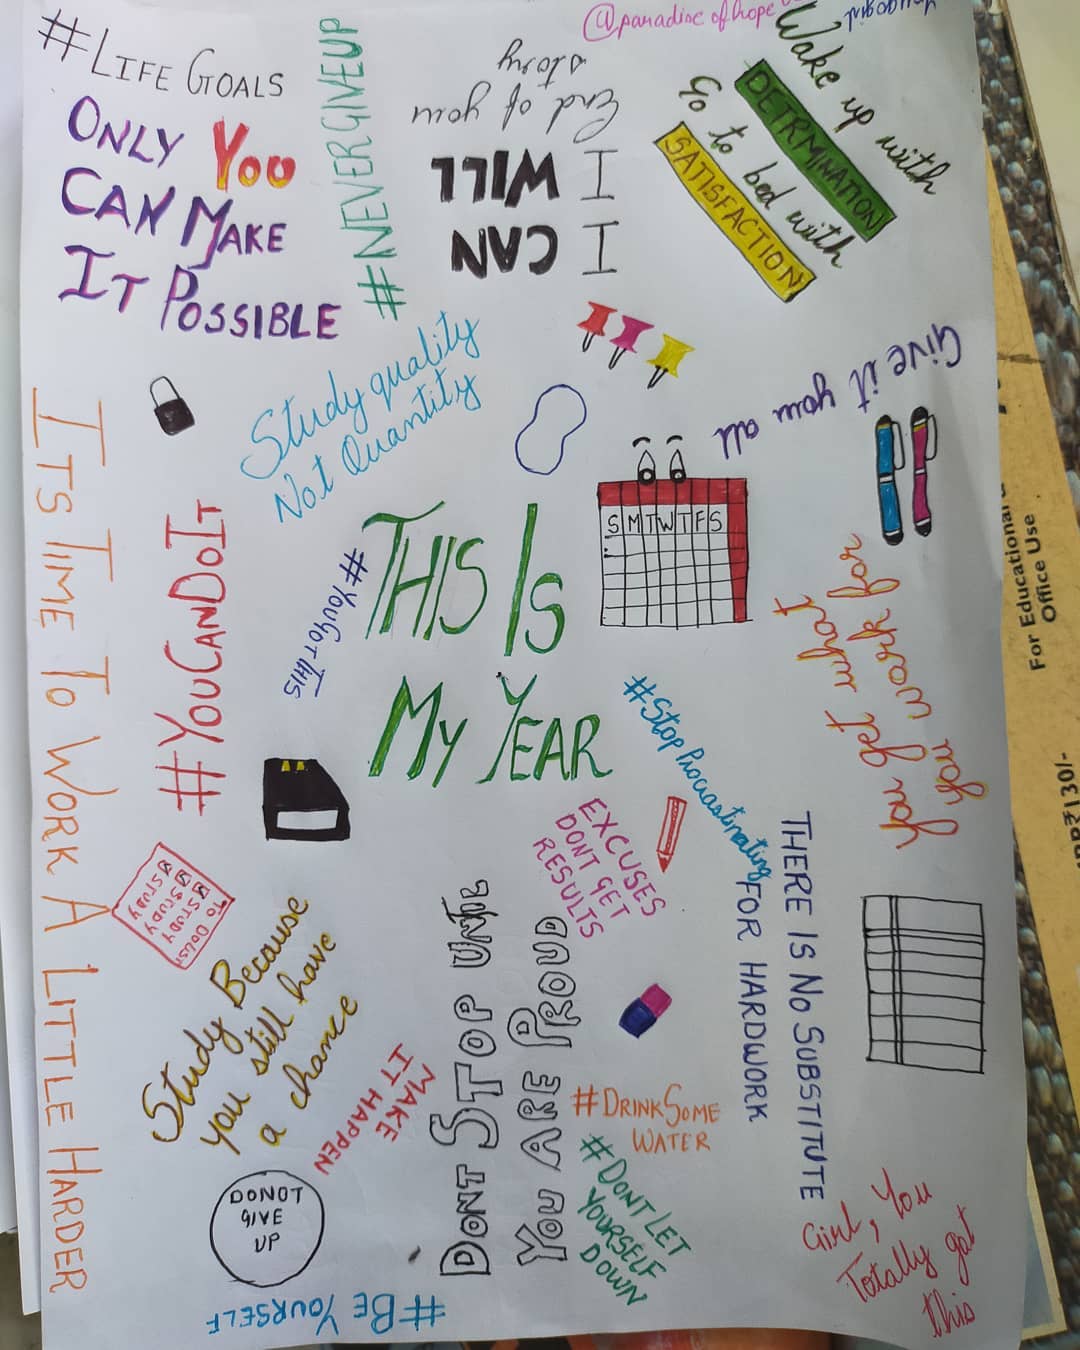 #LIFE GOALS
ONLY YOU
CAN MAKE
IT POSSIBLE
#NEVERGIVEUP
I CAN
I WILL
End of your
story
@paradise of hope
Wake up with
DETRMINATION
Go to bed with
SATISFACTION
Study quality
Not Quantity
Give it your all
ITS TIME TO WORK A LITTLE HARDER
#YOUCANDOIT
#YOUGOTTHIS
THIS IS
MY YEAR
S M T W T F S
you get what
you work for
#StopProcrastinating
EXCUSES
DONT GET
RESULTS
THERE IS NO SUBSTITUTE
FOR HARDWORK
TO DOLIST
STUDY
STUDY
STUDY
Study Because
you still have
a chance
MAKE
IT HAPPEN
DONT STOP UNTIL
YOU ARE PROUD
#DRINKSOME
WATER
#DONT LET
YOURSELF
DOWN
DONOT
GIVE
UP
#BE YOURSELF
Girl, You
Totally got
this
For Educational
Office Use
₹130/-